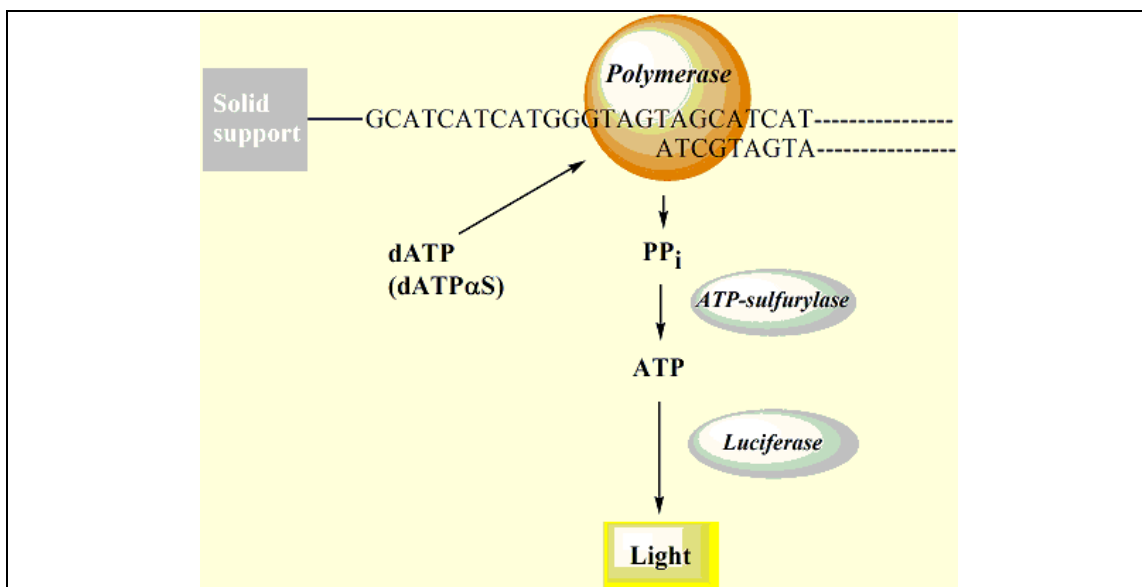 Polymerase
Solid
support
GCATCATCATGGGTAGTAGCATCAT
ATCGTAGTA
dATP
(dATPαS)
PPi
ATP-sulfurylase
ATP
Luciferase
Light